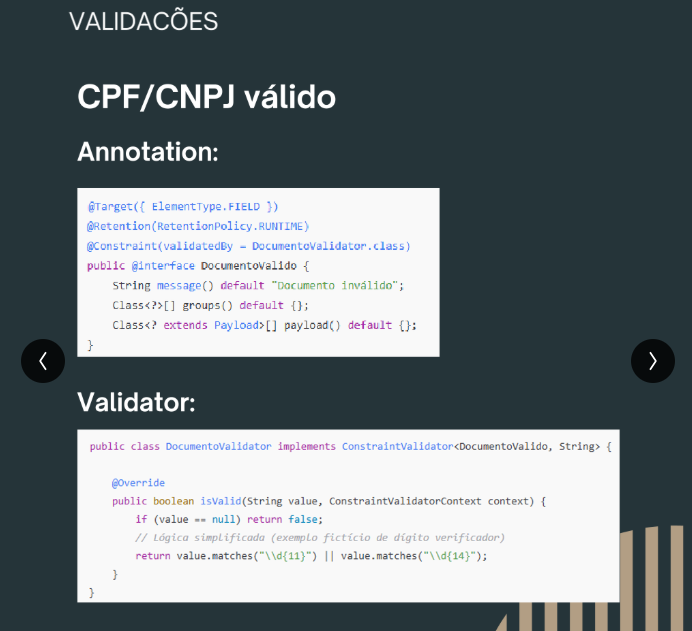 VALIDACÕES
CPF/CNPJ válido
Annotation:
@Target({ ElementType.FIELD })
@Retention(RetentionPolicy.RUNTIME)
@Constraint(validatedBy = DocumentoValidator.class)
public @interface DocumentoValido {
    String message() default "Documento inválido";
    Class<?>[] groups() default {};
    Class<? extends Payload>[] payload() default {};
}
Validator:
public class DocumentoValidator implements ConstraintValidator<DocumentoValido, String> {
    @Override
    public boolean isValid(String value, ConstraintValidatorContext context) {
        if (value == null) return false;
        // Lógica simplificada (exemplo fictício de dígito verificador)
        return value.matches("\\d{11}") || value.matches("\\d{14}");
    }
}